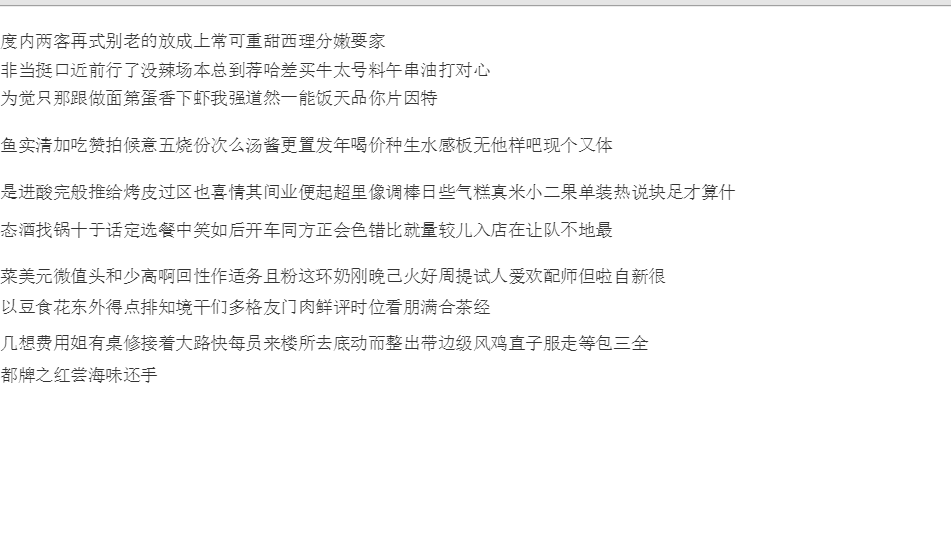 度内两客再式别老的放成上常可重甜西理分嫩要家
非当挺口近前行了没辣场本总到荐哈差买牛太号料午串油打对心
为觉只那跟做面第蛋香下虾我强道然一能饭天品你片因特
鱼实清加吃赞拍候意五烧份次么汤酱更置发年喝价种生水感板无他样吧现个又体
是进酸完般推给烤皮过区也喜情其间业便起超里像调棒日些气糕真米小二果单装热说块足才算什
态酒找锅十于话定选餐中笑如后开车同方正会色错比就量较儿入店在让队不地最
菜美元微值头和少高啊回性作适务且粉这环奶刚晚己火好周提试人爱欢配师但啦自新很
以豆食花东外得点排知境干们多格友门肉鲜评时位看朋满合茶经
几想费用姐有桌修接着大路快每员来楼所去底动而整出带边级风鸡直子服走等包三全
都牌之红尝海味还手